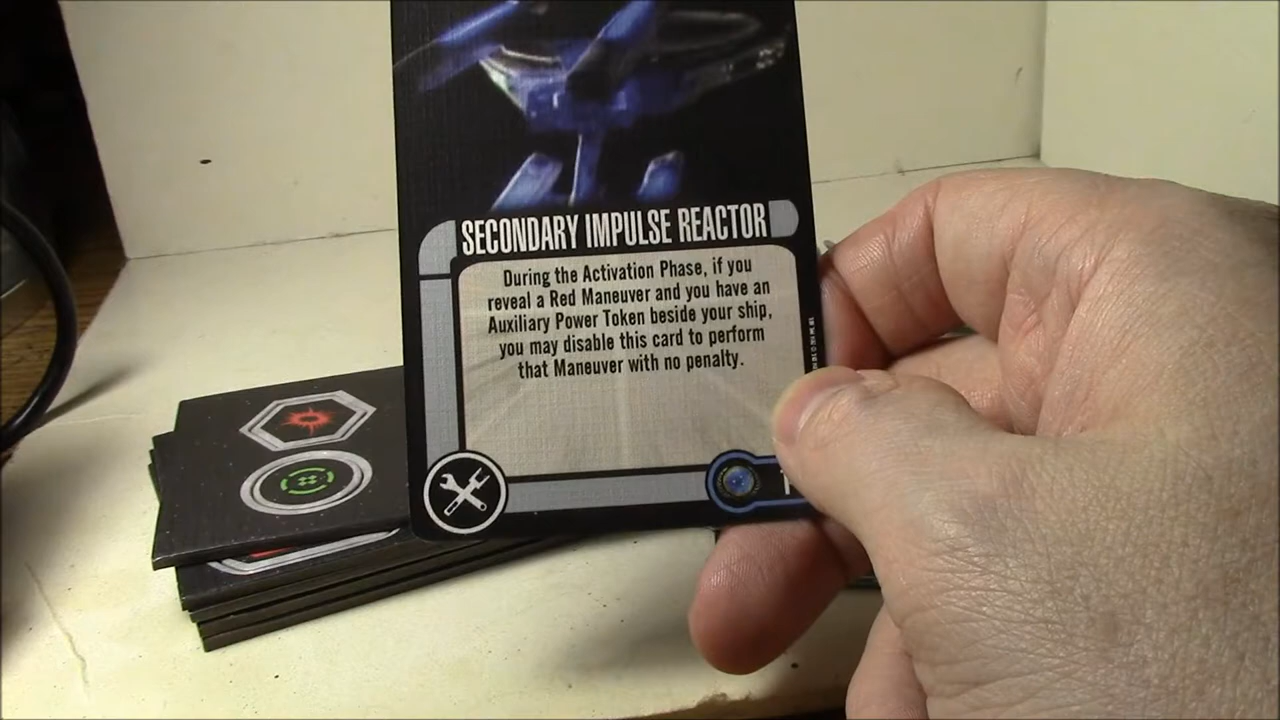 SECONDARY IMPULSE REACTOR
During the Activation Phase, if you
reveal a Red Maneuver and you have an
Auxiliary Power Token beside your ship,
you may disable this card to perform
that Maneuver with no penalty.